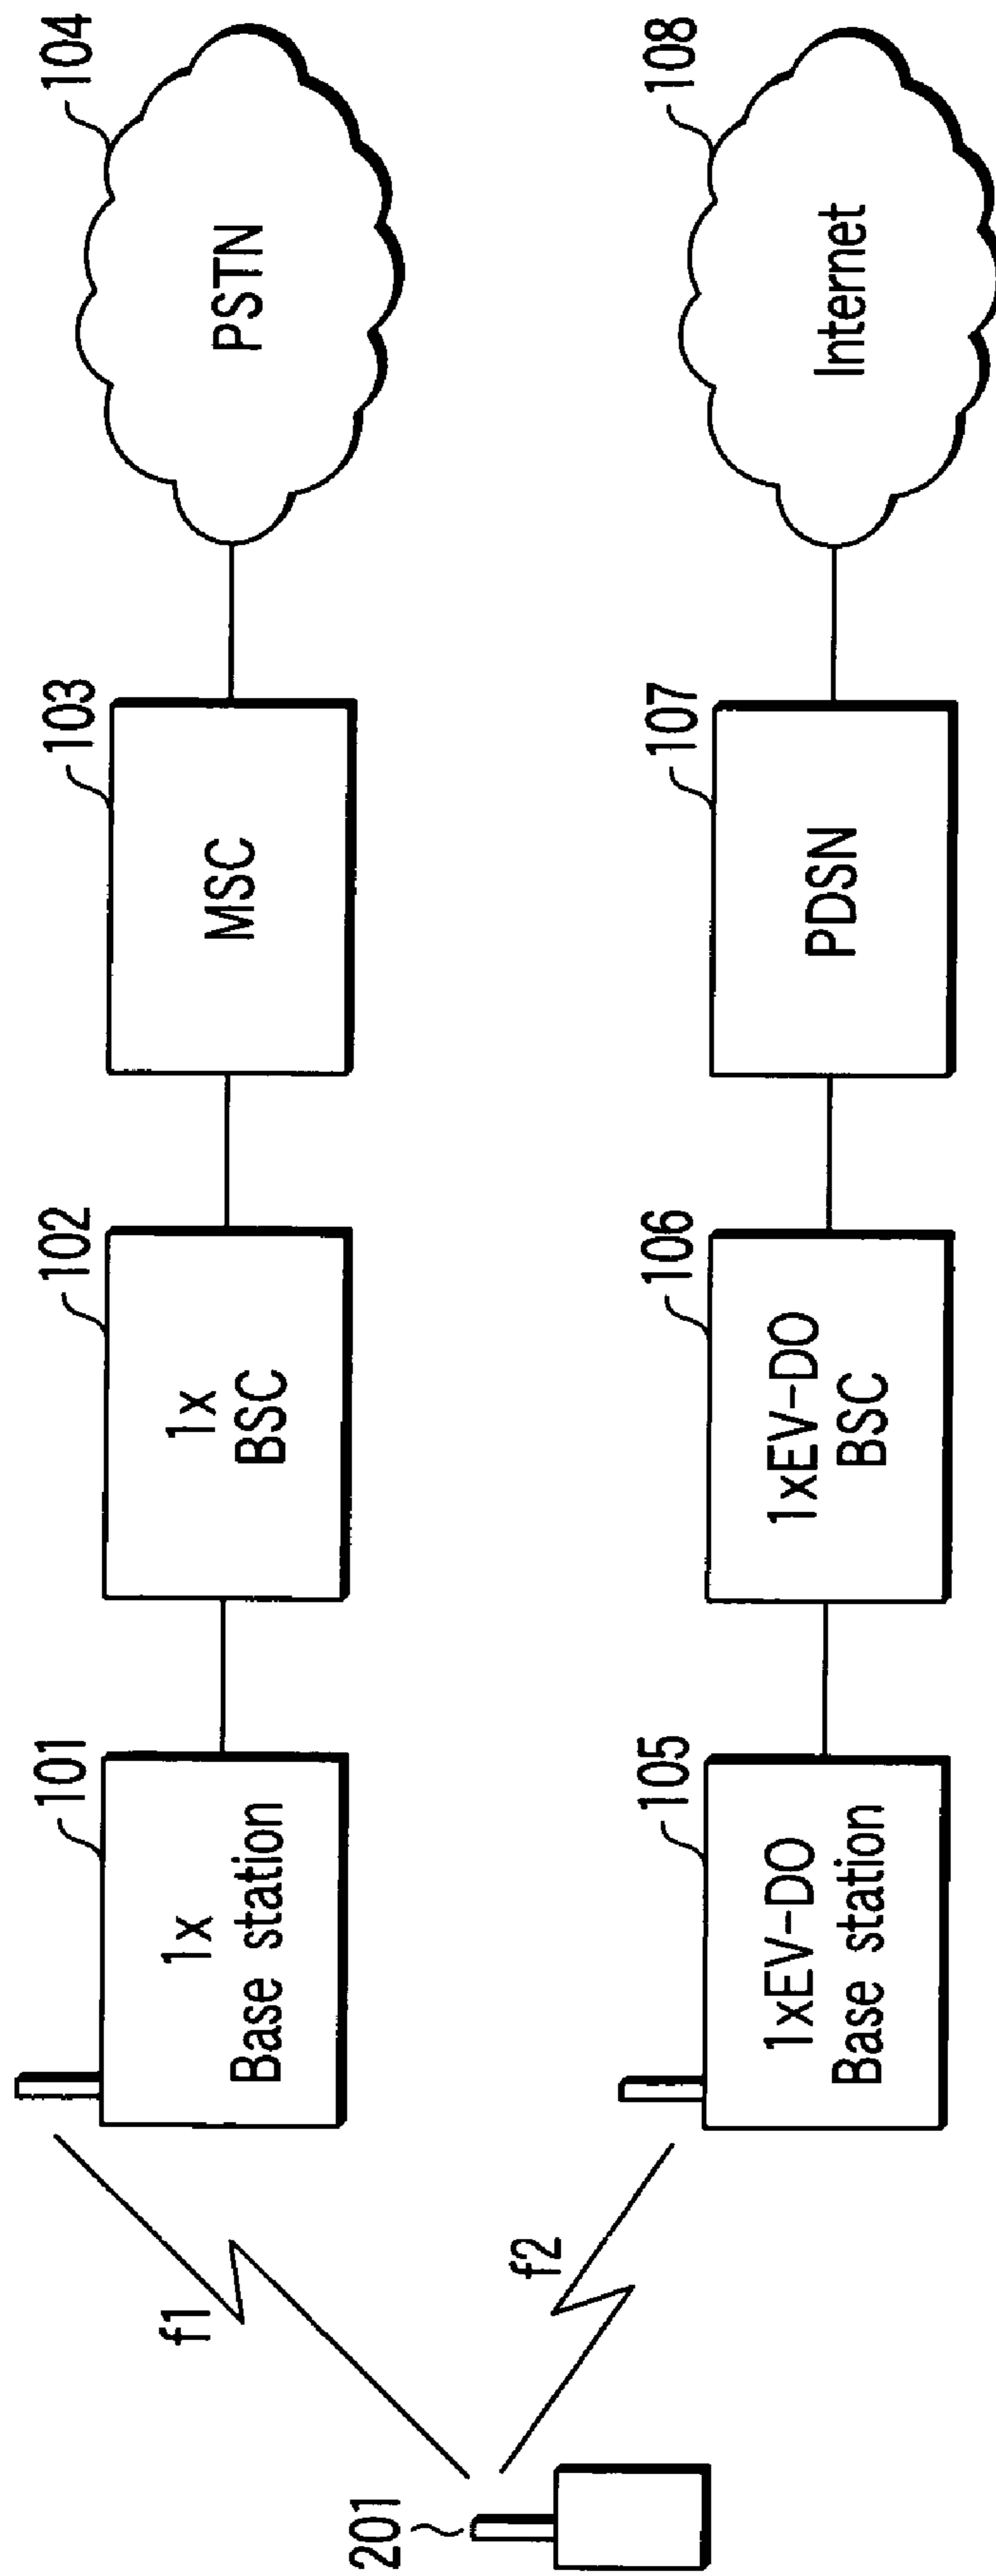 101
1x
Base station
102
1x
BSC
103
MSC
104
PSTN
f1
201
f2
105
1xEV-DO
Base station
106
1xEV-DO
BSC
107
PDSN
108
Internet